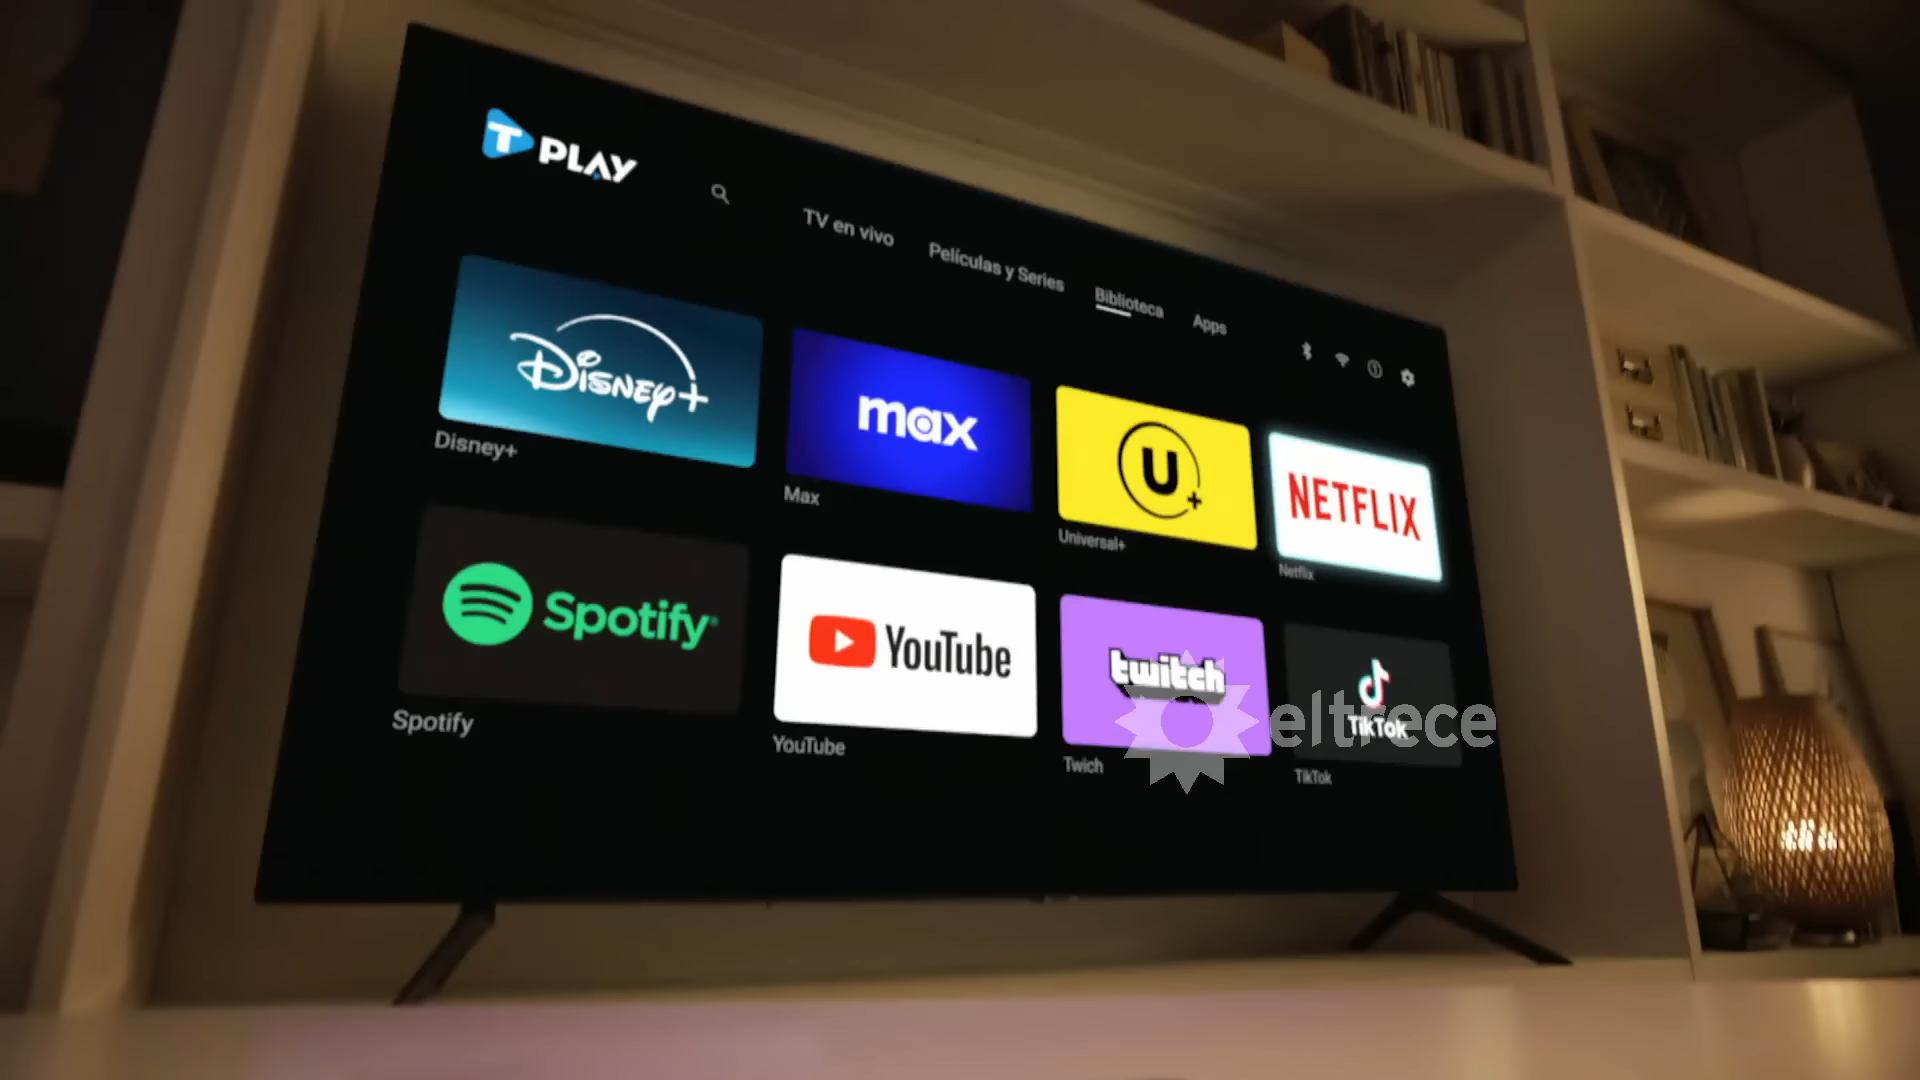 T PLAY
TV en vivo
Películas y Series
Biblioteca
Apps
Disney+
max
U+
NETFLIX
Disney+
Max
Universal+
Netflix
Spotify
YouTube
twitch
TikTok
eltrece
Spotify
YouTube
Twich
TikTok